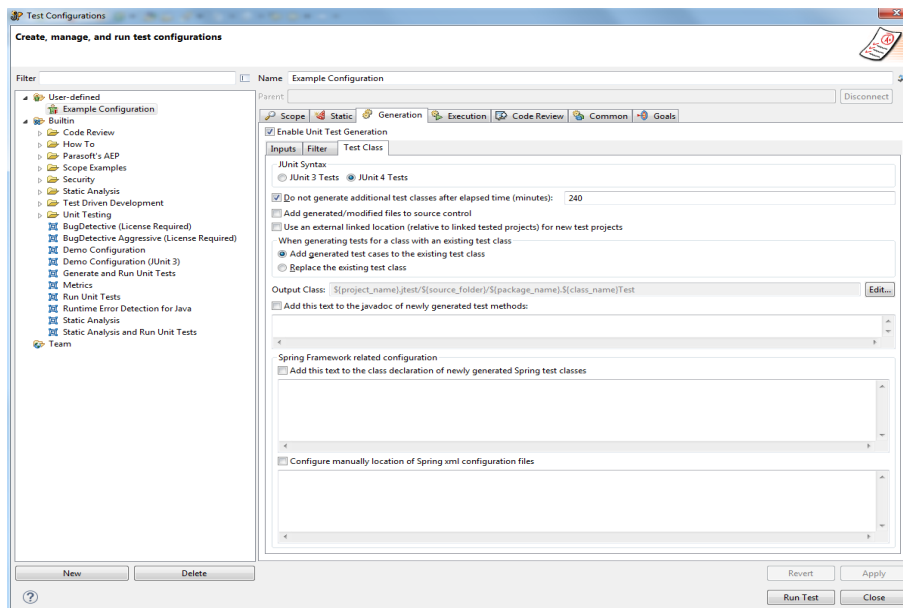 Test Configurations
Create, manage, and run test configurations
Filter
Name Example Configuration
Parent: Disconnect
User-defined
Example Configuration
Builtin
Code Review
How To
Parasoft's AEP
Scope Examples
Security
Static Analysis
Test Driven Development
Unit Testing
BugDetective (License Required)
BugDetective Aggressive (License Required)
Demo Configuration
Demo Configuration (JUnit 3)
Generate and Run Unit Tests
Metrics
Run Unit Tests
Runtime Error Detection for Java
Static Analysis
Static Analysis and Run Unit Tests
Team
New Delete
Scope Static Generation Execution Code Review Common Goals
Enable Unit Test Generation
Inputs Filter Test Class
JUnit Syntax
JUnit 3 Tests JUnit 4 Tests
Do not generate additional test classes after elapsed time (minutes): 240
Add generated/modified files to source control
Use an external linked location (relative to linked tested projects) for new test projects
When generating tests for a class with an existing test class
Add generated test cases to the existing test class
Replace the existing test class
Output Class: ${project_name}.jtest/${source_folder}/${package_name}.${class_name}Test Edit...
Add this text to the javadoc of newly generated test methods:
Spring Framework related configuration
Add this text to the class declaration of newly generated Spring test classes
Configure manually location of Spring xml configuration files
Revert Apply
Run Test Close